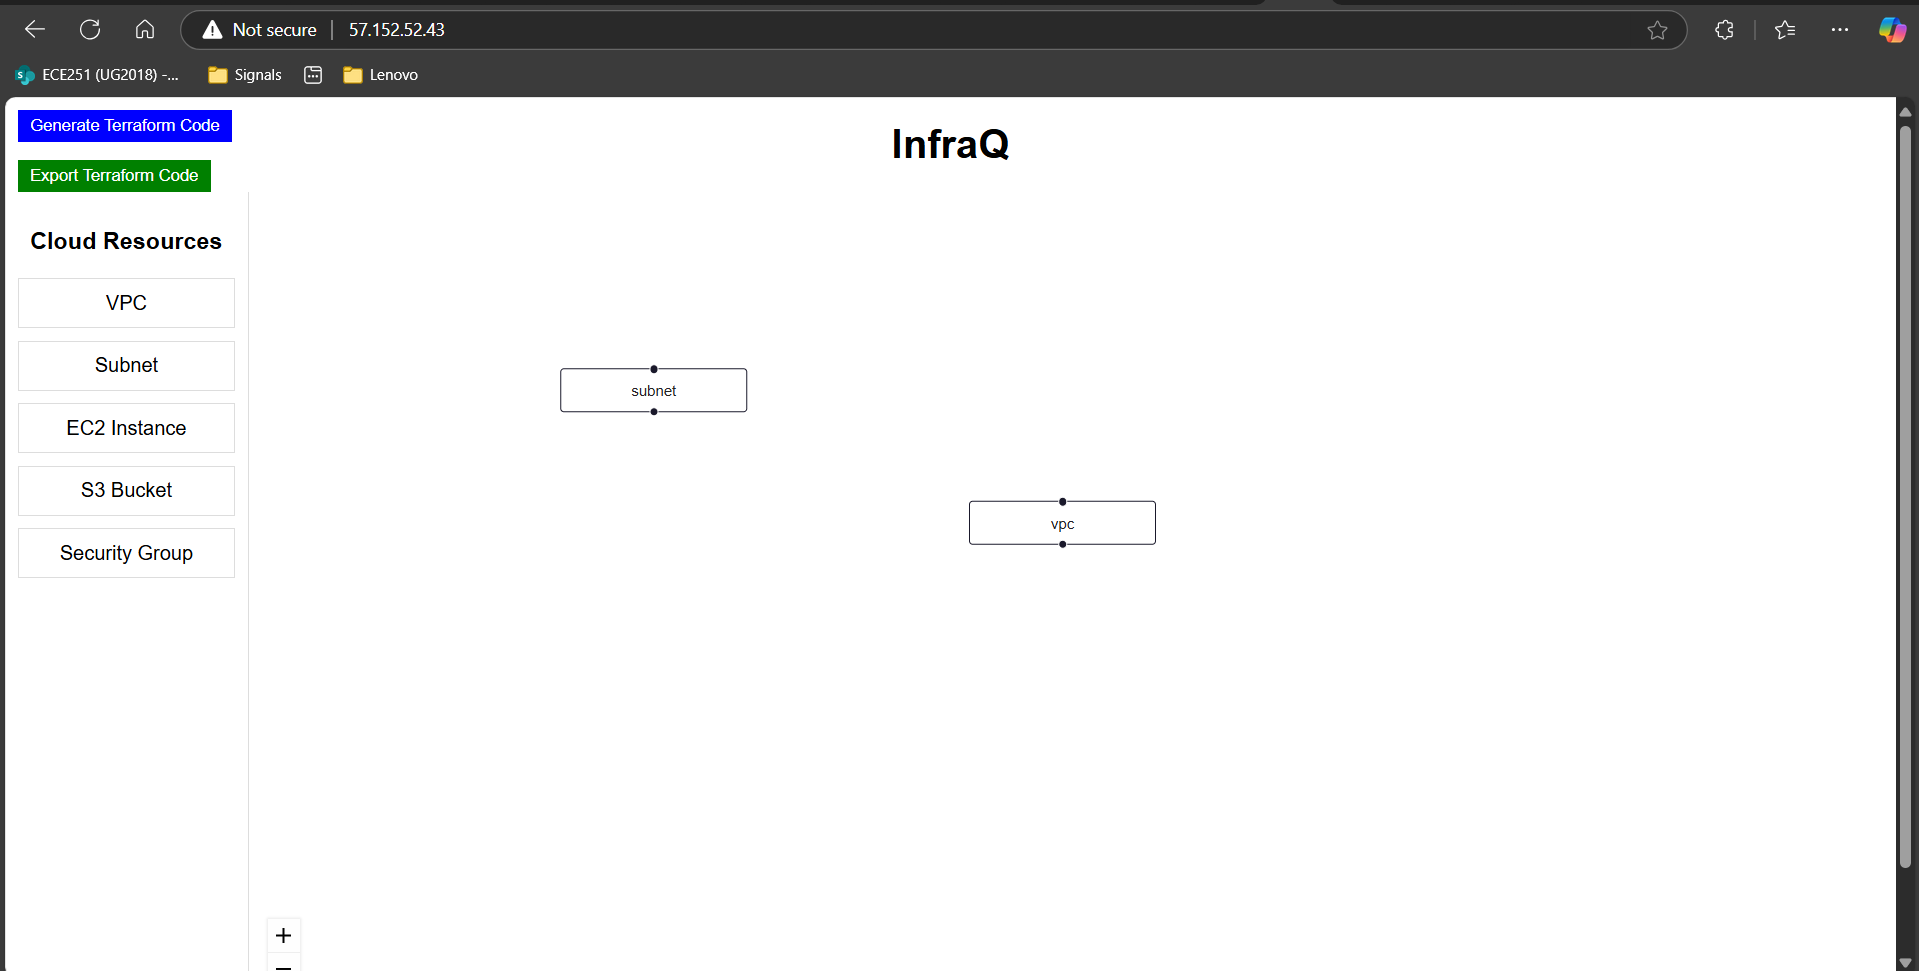 Not secure
57.152.52.43
ECE251 (UG2018) -...
Signals
Lenovo
Generate Terraform Code
InfraQ
Export Terraform Code
Cloud Resources
VPC
Subnet
EC2 Instance
S3 Bucket
Security Group
subnet
vpc